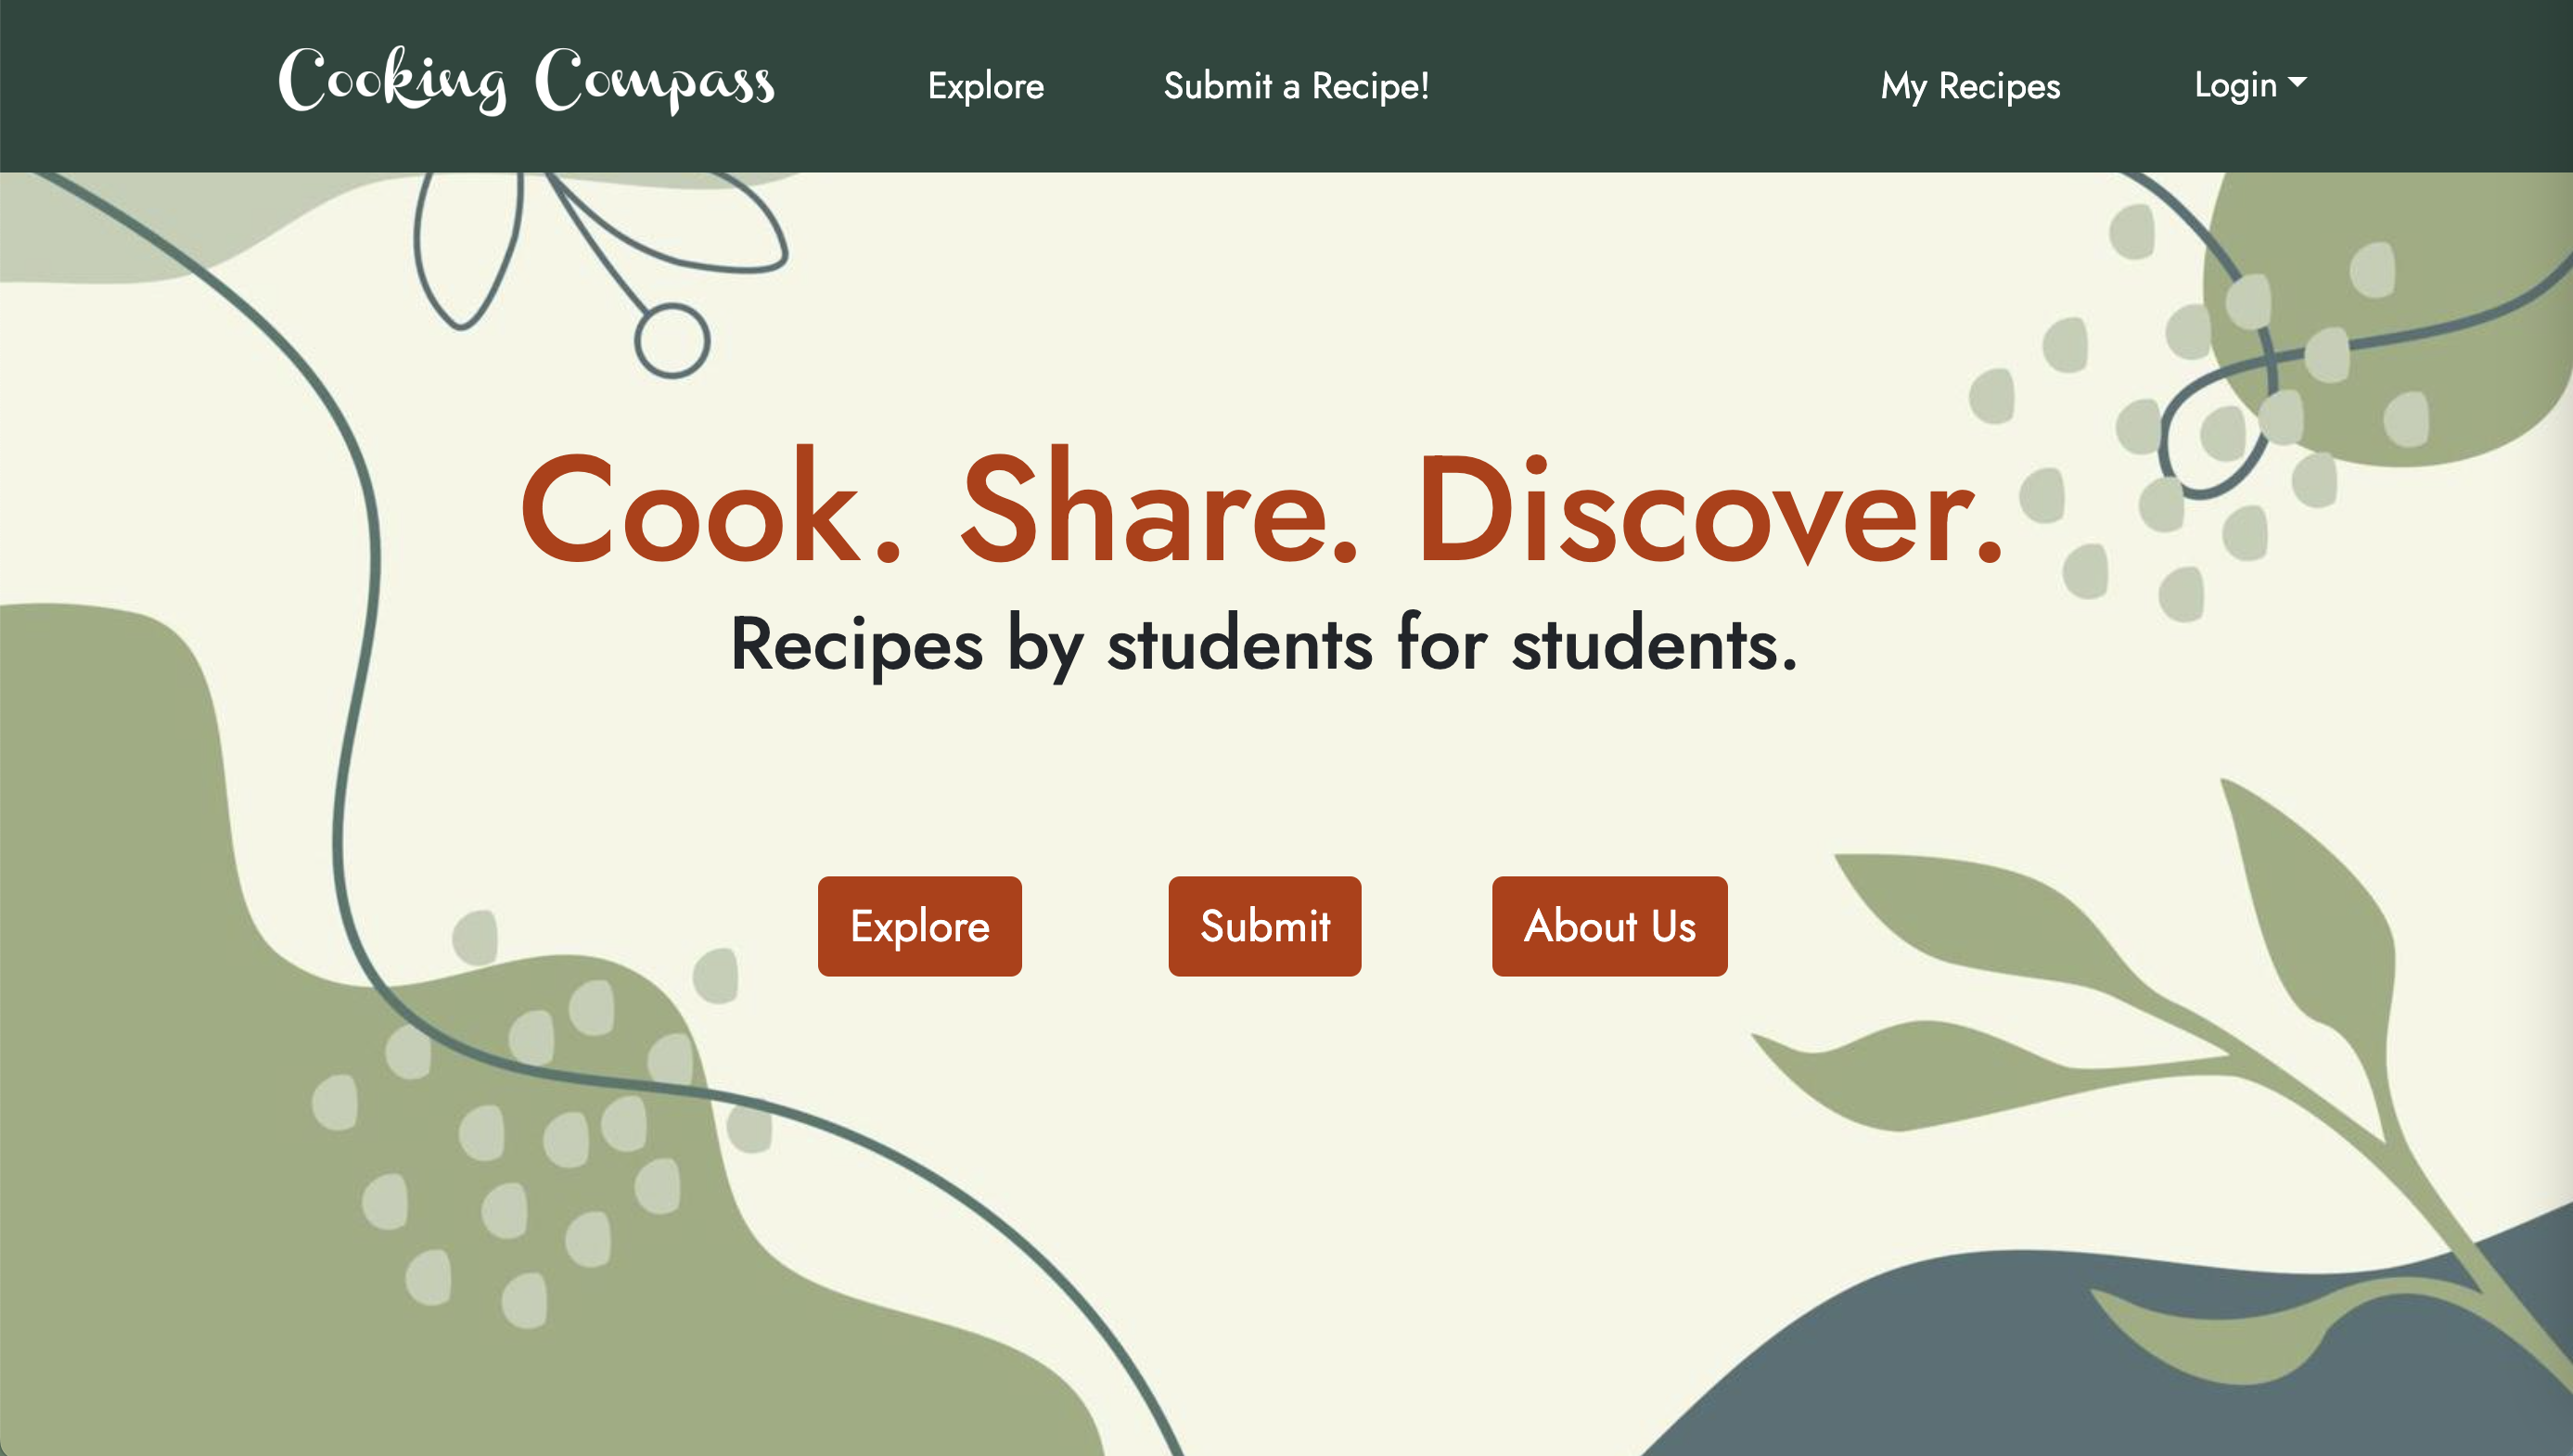 Cooking Compass Explore Submit a Recipe! My Recipes Login
Cook. Share. Discover.
Recipes by students for students.
Explore Submit About Us